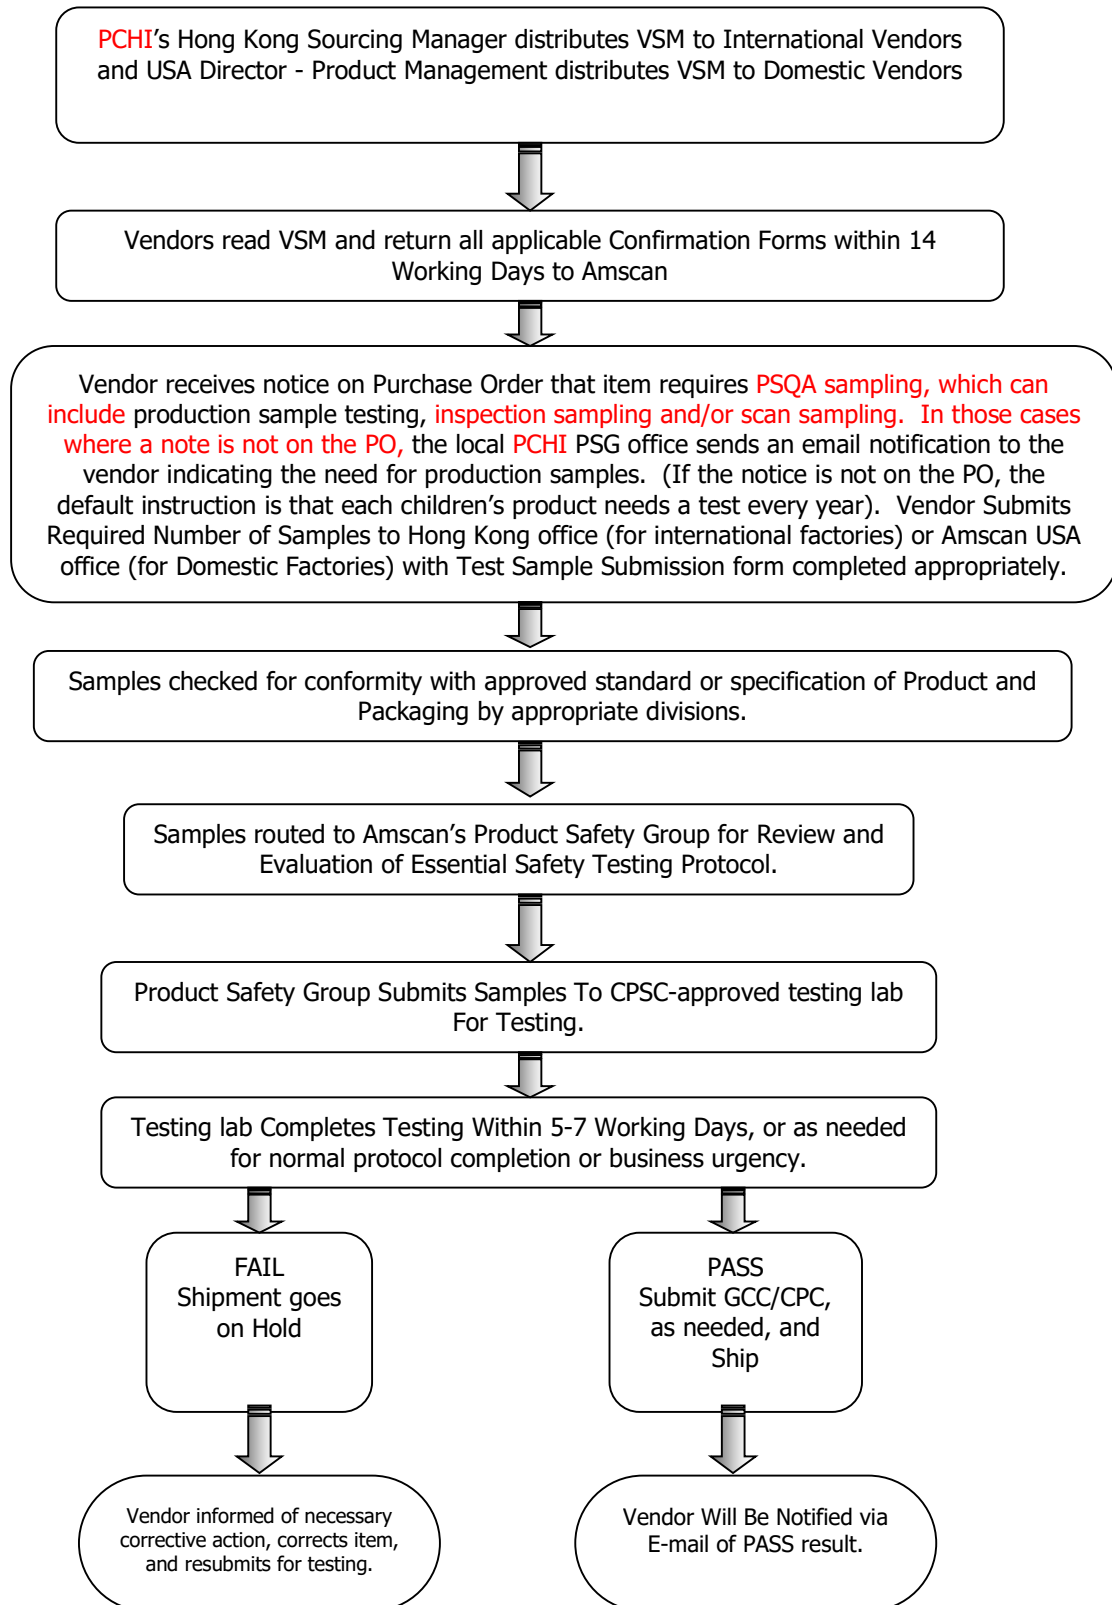 PCHI's Hong Kong Sourcing Manager distributes VSM to International Vendors
and USA Director - Product Management distributes VSM to Domestic Vendors
Vendors read VSM and return all applicable Confirmation Forms within 14
Working Days to Amscan
Vendor receives notice on Purchase Order that item requires PSQA sampling, which can
include production sample testing, inspection sampling and/or scan sampling. In those cases
where a note is not on the PO, the local PCHI PSG office sends an email notification to the
vendor indicating the need for production samples. (If the notice is not on the PO, the
default instruction is that each children's product needs a test every year). Vendor Submits
Required Number of Samples to Hong Kong office (for international factories) or Amscan USA
office (for Domestic Factories) with Test Sample Submission form completed appropriately.
Samples checked for conformity with approved standard or specification of Product and
Packaging by appropriate divisions.
Samples routed to Amscan's Product Safety Group for Review and
Evaluation of Essential Safety Testing Protocol.
Product Safety Group Submits Samples To CPSC-approved testing lab
For Testing.
Testing lab Completes Testing Within 5-7 Working Days, or as needed
for normal protocol completion or business urgency.
FAIL
Shipment goes
on Hold
PASS
Submit GCC/CPC,
as needed, and
Ship
Vendor informed of necessary
corrective action, corrects item,
and resubmits for testing.
Vendor Will Be Notified via
E-mail of PASS result.